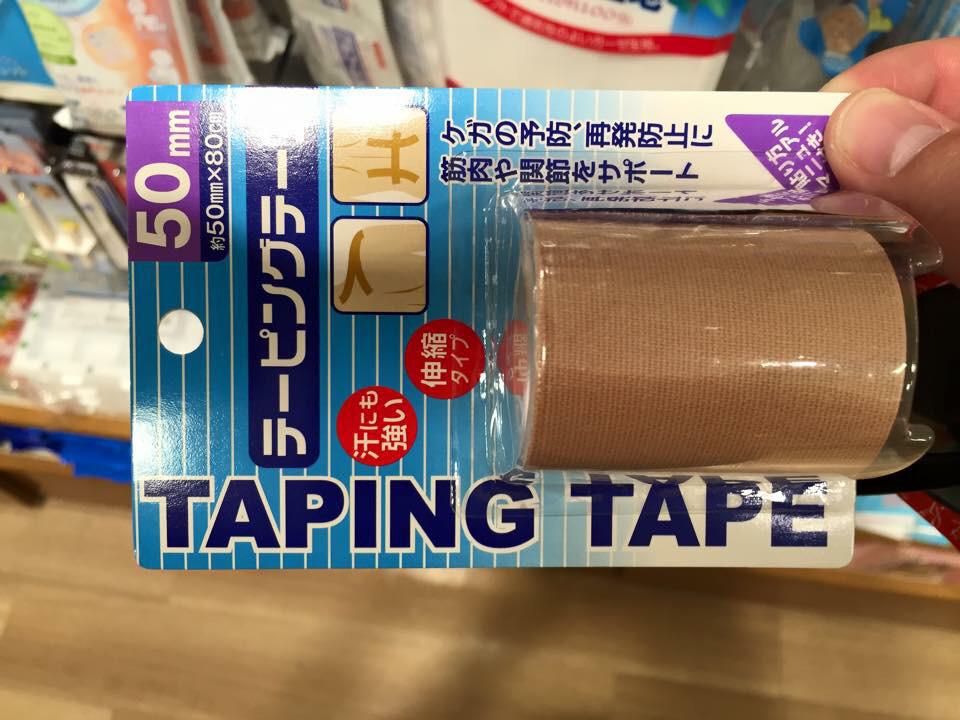 50mm
約50mm×80cm
テーピングテープ
ケガの予防、再発防止に
筋肉や関節をサポート
伸縮
タイプ
汗にも
強い
TAPING TAPE